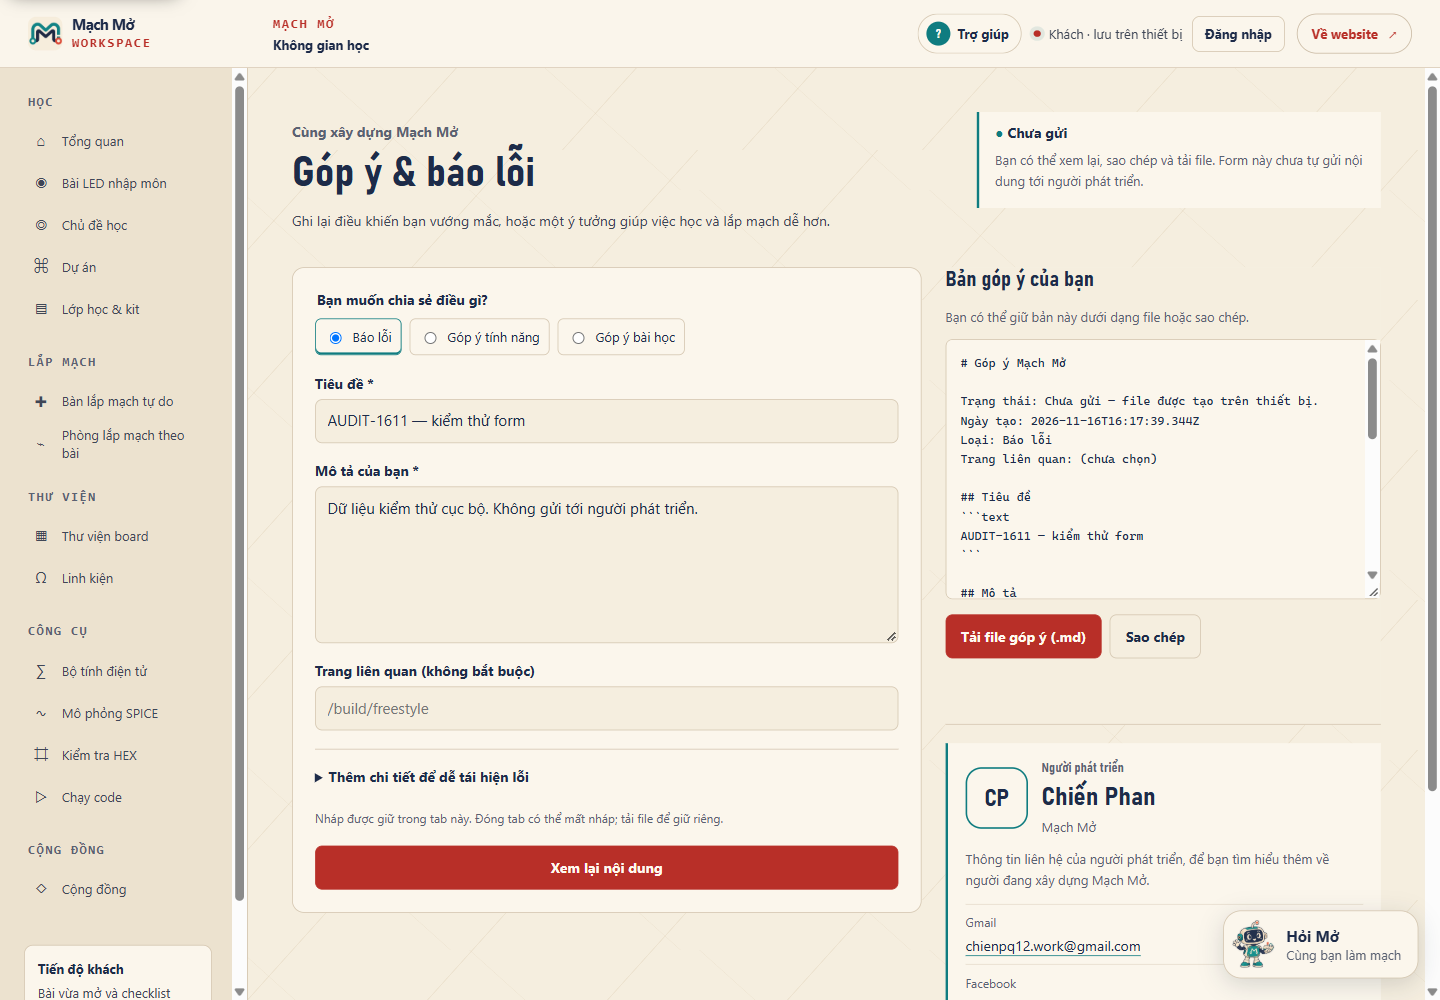 Mạch Mở
WORKSPACE
MẠCH MỞ
Không gian học
? Trợ giúp
Khách · lưu trên thiết bị
Đăng nhập
Về website ↗
HỌC
Tổng quan
Bài LED nhập môn
Chủ đề học
Dự án
Lớp học & kit
LẮP MẠCH
Bàn lắp mạch tự do
Phòng lắp mạch theo
bài
THƯ VIỆN
Thư viện board
Linh kiện
CÔNG CỤ
Bộ tính điện tử
Mô phỏng SPICE
Kiểm tra HEX
Chạy code
CỘNG ĐỒNG
Cộng đồng
Tiến độ khách
Bài vừa mở và checklist
Cùng xây dựng Mạch Mở
Góp ý & báo lỗi
Ghi lại điều khiến bạn vướng mắc, hoặc một ý tưởng giúp việc học và lắp mạch dễ hơn.
Chưa gửi
Bạn có thể xem lại, sao chép và tải file. Form này chưa tự gửi nội
dung tới người phát triển.
Bạn muốn chia sẻ điều gì?
Báo lỗi
Góp ý tính năng
Góp ý bài học
Tiêu đề *
AUDIT-1611 — kiểm thử form
Mô tả của bạn *
Dữ liệu kiểm thử cục bộ. Không gửi tới người phát triển.
Trang liên quan (không bắt buộc)
/build/freestyle
Thêm chi tiết để dễ tái hiện lỗi
Nháp được giữ trong tab này. Đóng tab có thể mất nháp; tải file để giữ riêng.
Xem lại nội dung
Bản góp ý của bạn
Bạn có thể giữ bản này dưới dạng file hoặc sao chép.
# Góp ý Mạch Mở
Trạng thái: Chưa gửi — file được tạo trên thiết bị.
Ngày tạo: 2026-11-16T16:17:39.344Z
Loại: Báo lỗi
Trang liên quan: (chưa chọn)
## Tiêu đề
```text
AUDIT-1611 — kiểm thử form
```
## Mô tả
Tải file góp ý (.md)
Sao chép
CP
Người phát triển
Chiến Phan
Mạch Mở
Thông tin liên hệ của người phát triển, để bạn tìm hiểu thêm về
người đang xây dựng Mạch Mở.
Gmail
chienpq12.work@gmail.com
Facebook
Hỏi Mở
Cùng bạn làm mạch